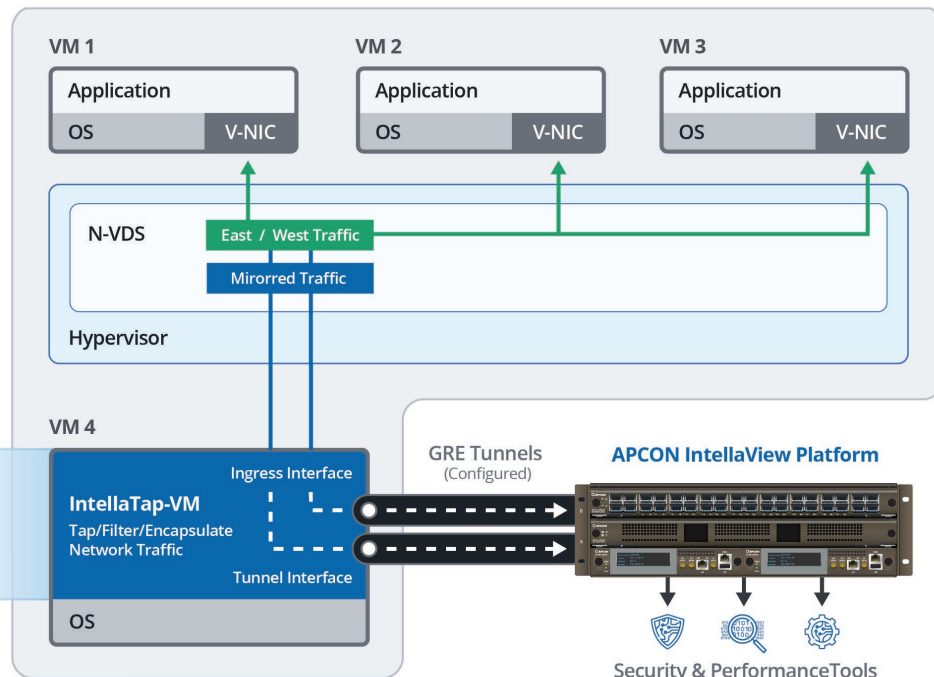 VM 1
VM 2
VM 3
Application
OS
V-NIC
Application
OS
V-NIC
Application
OS
V-NIC
N-VDS
East / West Traffic
Mirorred Traffic
Hypervisor
VM 4
Ingress Interface
IntellaTap-VM
Tap/Filter/Encapsulate
Network Traffic
Tunnel Interface
OS
GRE Tunnels
(Configured)
APCON IntellaView Platform
B
A
Security & PerformanceTools